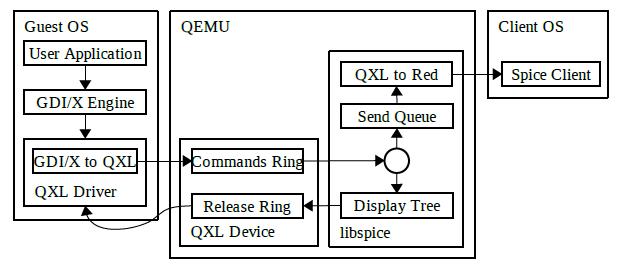 Guest OS
User Application
GDI/X Engine
GDI/X to QXL
QXL Driver
QEMU
Commands Ring
Release Ring
QXL Device
QXL to Red
Send Queue
Display Tree
libspice
Client OS
Spice Client